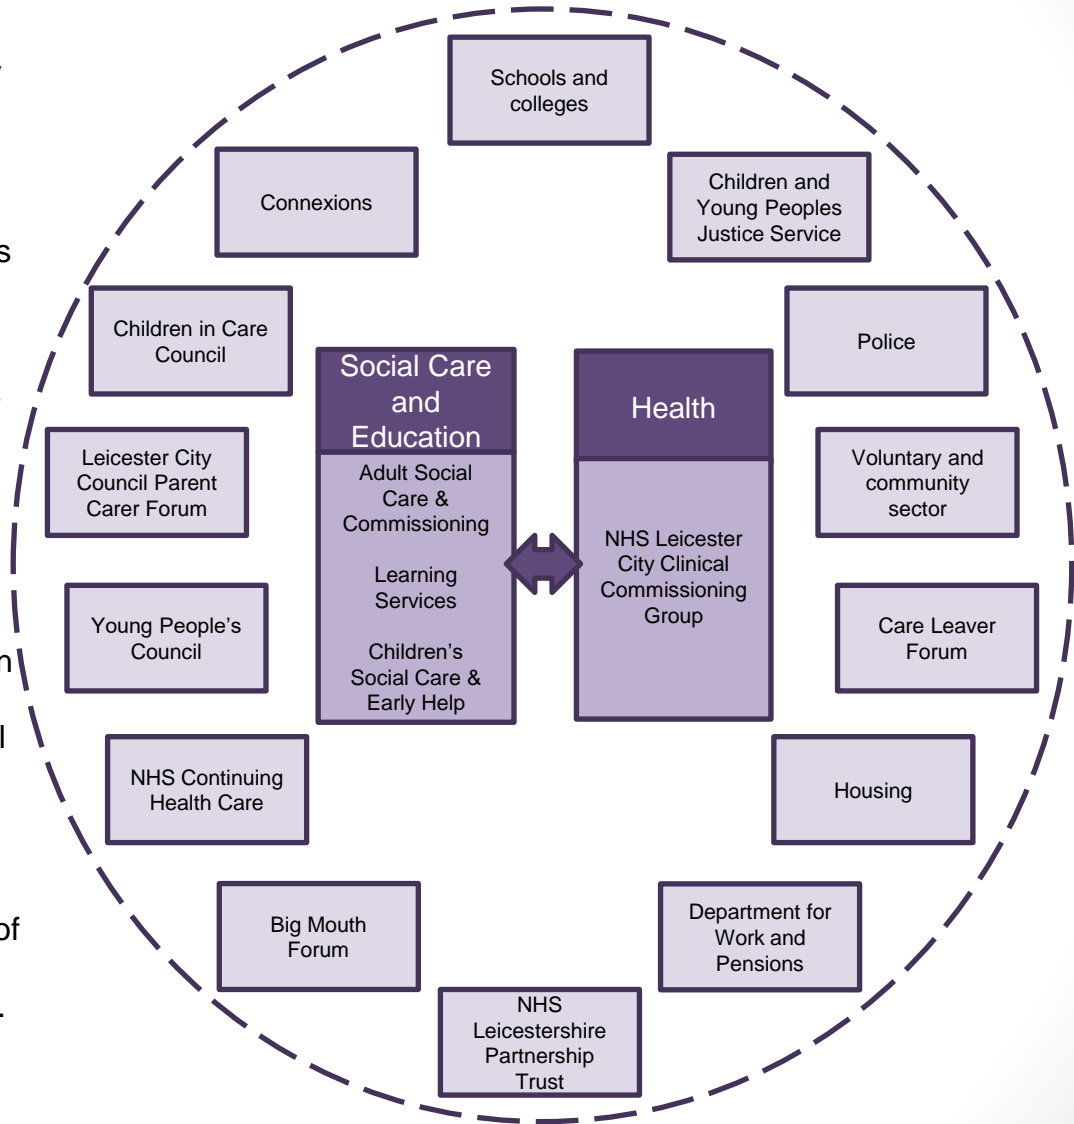 Schools and
colleges
Connexions
Children and
Young Peoples
Justice Service
Children in Care
Council
Police
Social Care
and
Education
Adult Social
Care &
Commissioning
Learning
Services
Children's
Social Care &
Early Help
Health
NHS Leicester
City Clinical
Commissioning
Group
Leicester City
Council Parent
Carer Forum
Voluntary and
community
sector
Young People's
Council
Care Leaver
Forum
NHS Continuing
Health Care
Housing
Big Mouth
Forum
Department for
Work and
Pensions
NHS
Leicestershire
Partnership
Trust
of